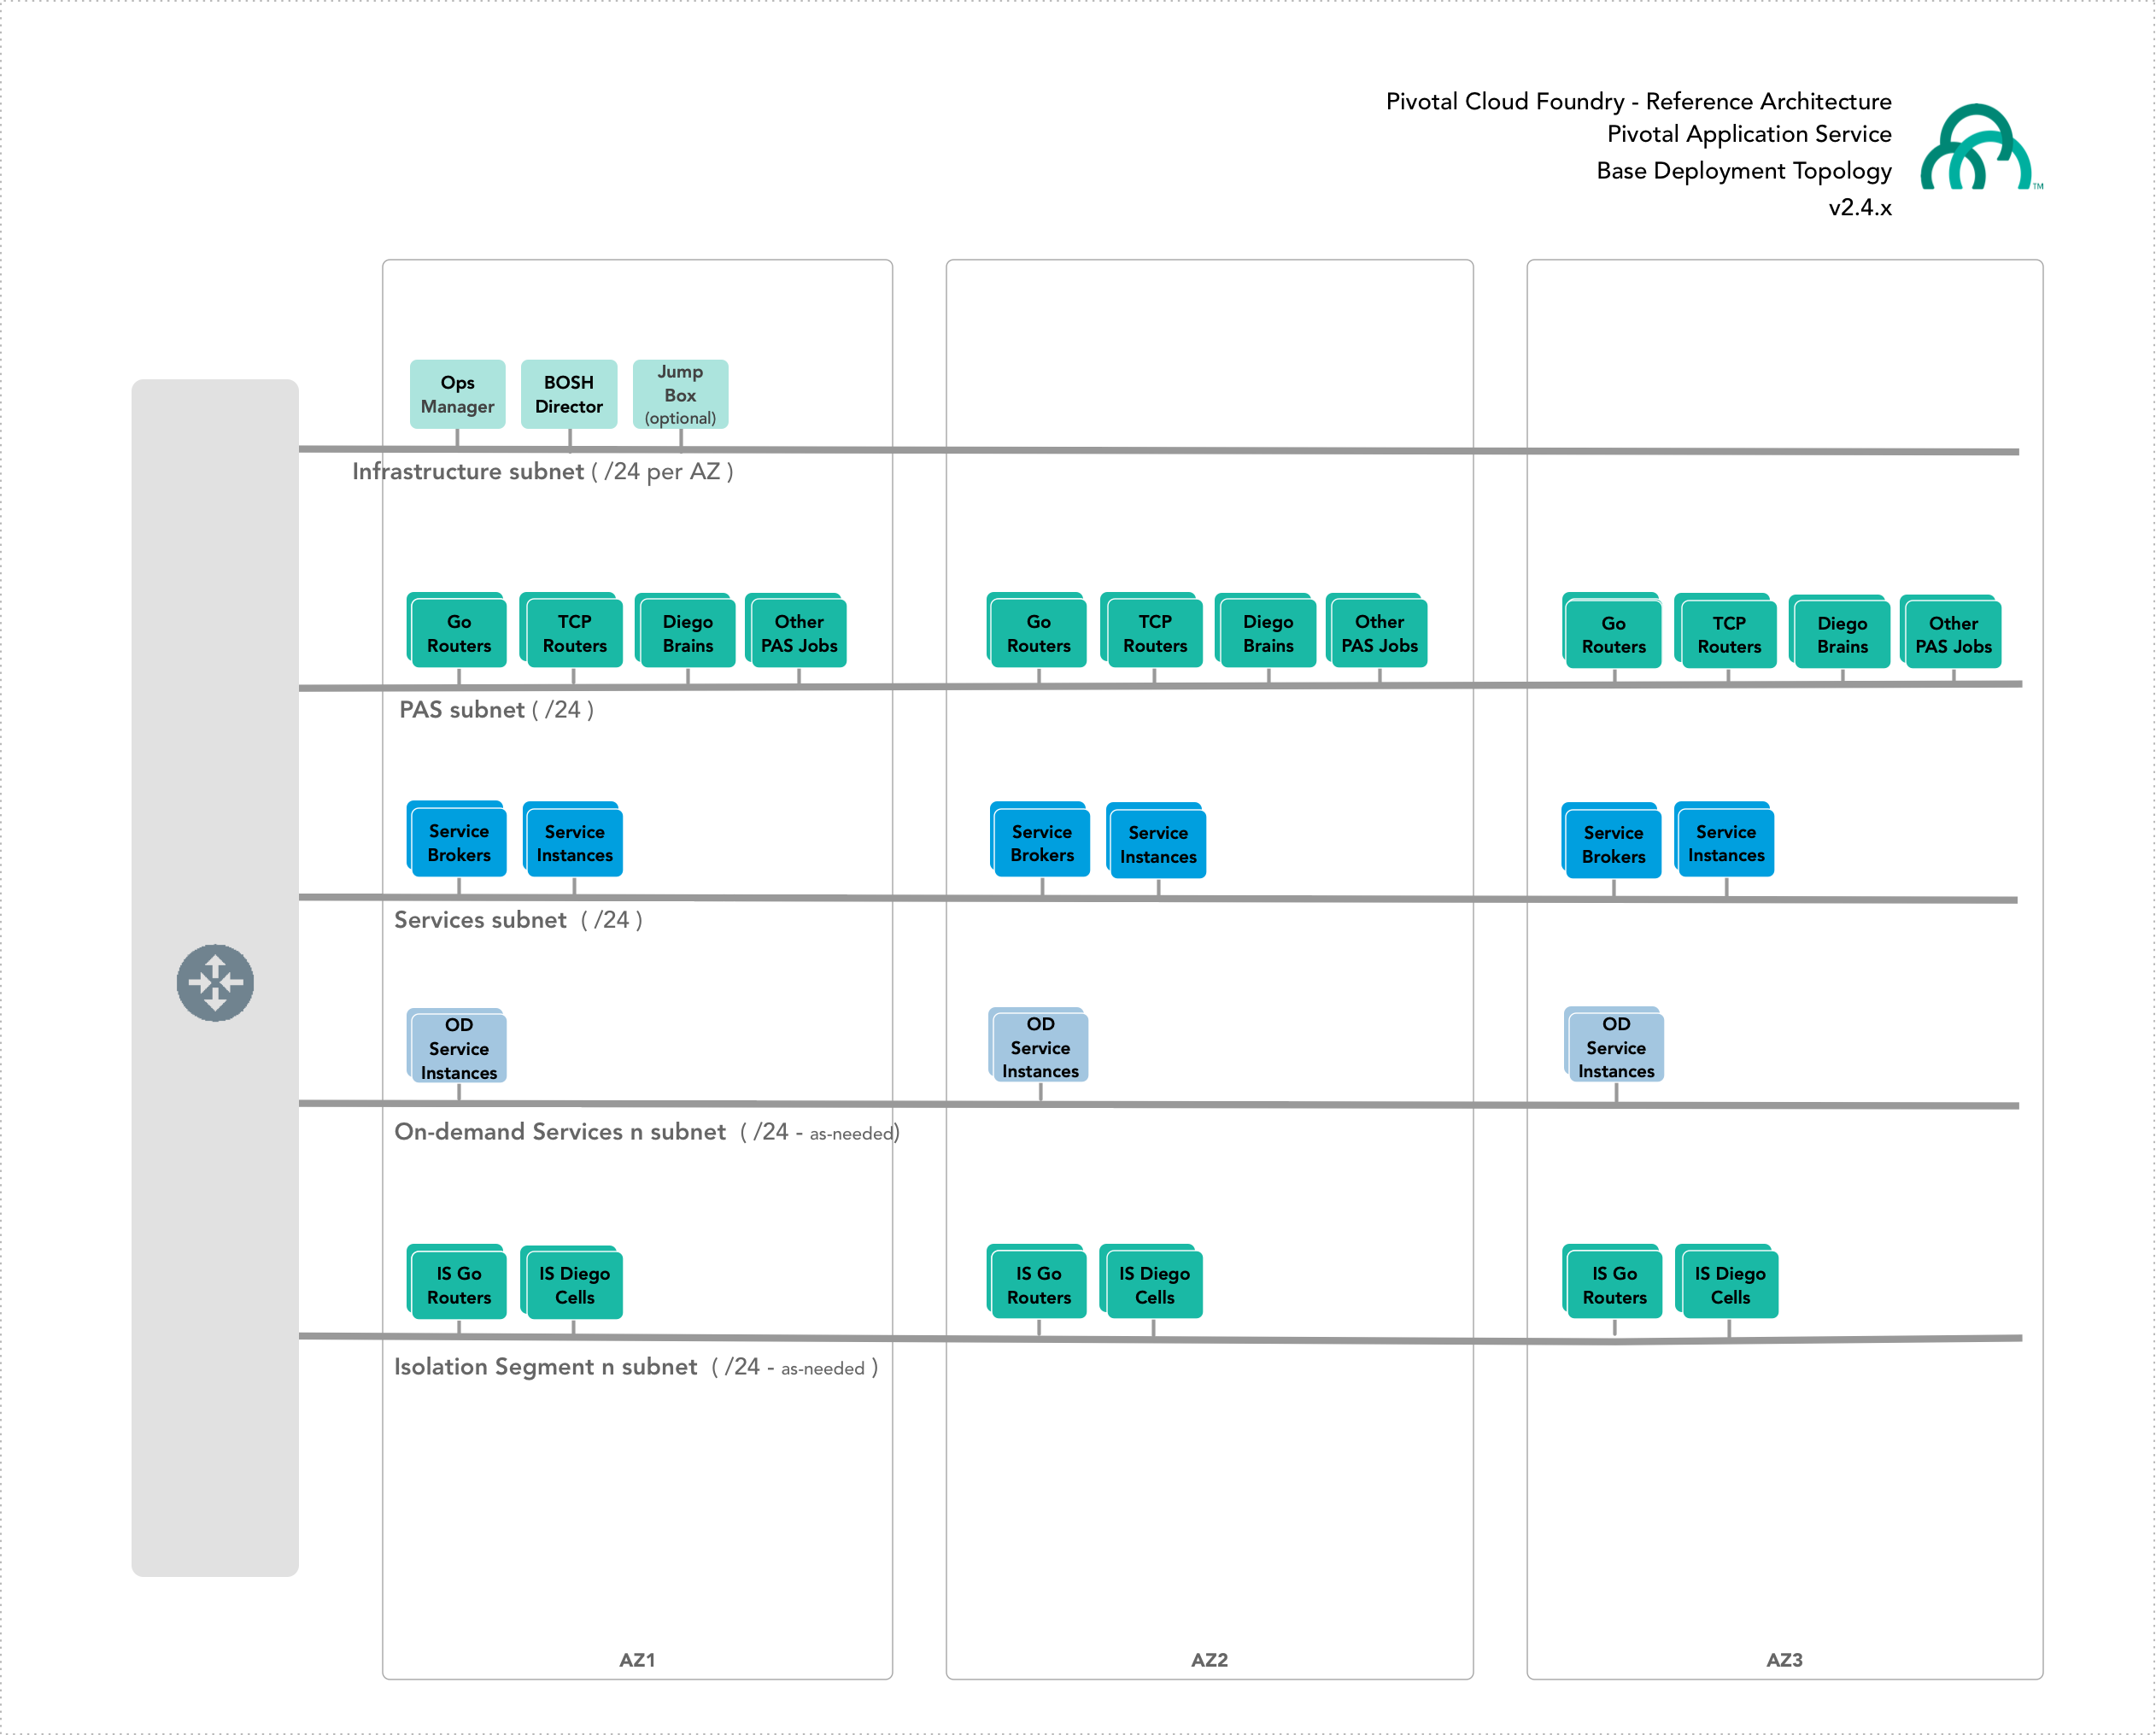 Pivotal Cloud Foundry - Reference Architecture
Pivotal Application Service
Base Deployment Topology
v2.4.x
TM
Ops
Manager
BOSH
Director
Jump
Box
(optional)
Infrastructure subnet ( /24 per AZ )
Go
Routers
TCP
Routers
Diego
Brains
Other
PAS Jobs
Go
Routers
TCP
Routers
Diego
Brains
Other
PAS Jobs
Go
Routers
TCP
Routers
Diego
Brains
Other
PAS Jobs
PAS subnet ( /24 )
Service
Brokers
Service
Instances
Service
Brokers
Service
Instances
Service
Brokers
Service
Instances
Services subnet ( /24 )
OD
Service
Instances
OD
Service
Instances
OD
Service
Instances
On-demand Services n subnet ( /24 - as-needed)
IS Go
Routers
IS Diego
Cells
IS Go
Routers
IS Diego
Cells
IS Go
Routers
IS Diego
Cells
Isolation Segment n subnet ( /24 - as-needed )
AZ1
AZ2
AZ3